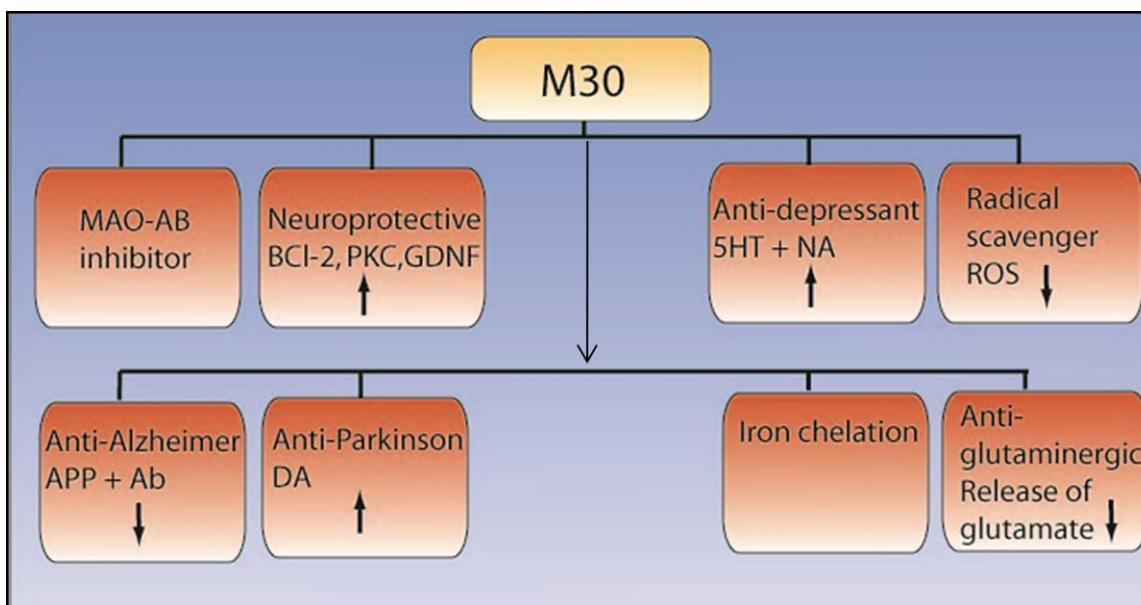 M30
MAO-AB
inhibitor
Neuroprotective
BCl-2, PKC,GDNF
Anti-depressant
5HT + NA
Radical
scavenger
ROS
Anti-Alzheimer
APP + Ab
Anti-Parkinson
DA
Iron chelation
Anti-
glutaminergic
Release of
glutamate